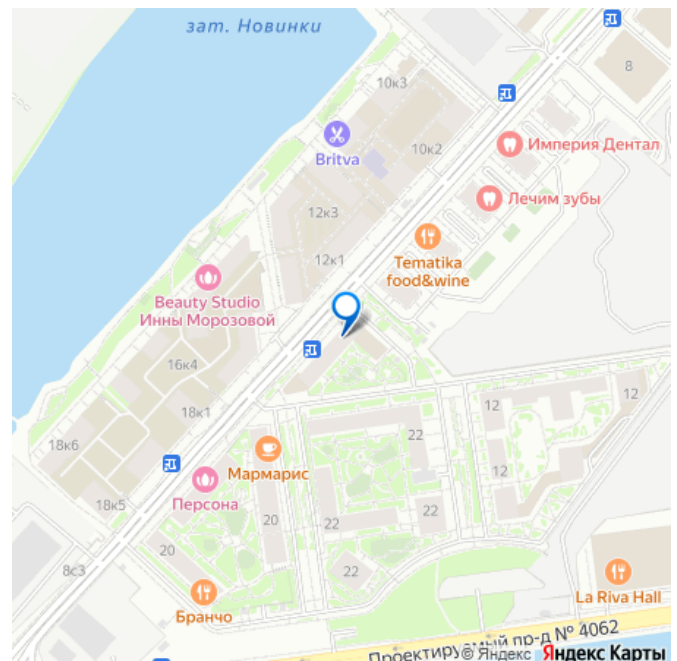 зат. Новинки
8
10к3
10к2
Britva
Империя Дентал
Лечим зубы
12к3
12к1
Tematika
food&wine
Beauty Studio
Инны Морозовой
16к4
18к1
12
12
18к6
22
Мармарис
12
18к5
Персона
20
22
22
20
22
8с3
La Riva Hall
Бранчо
Проектируемый пр-д № 4062
© Яндекс Яндекс Карты